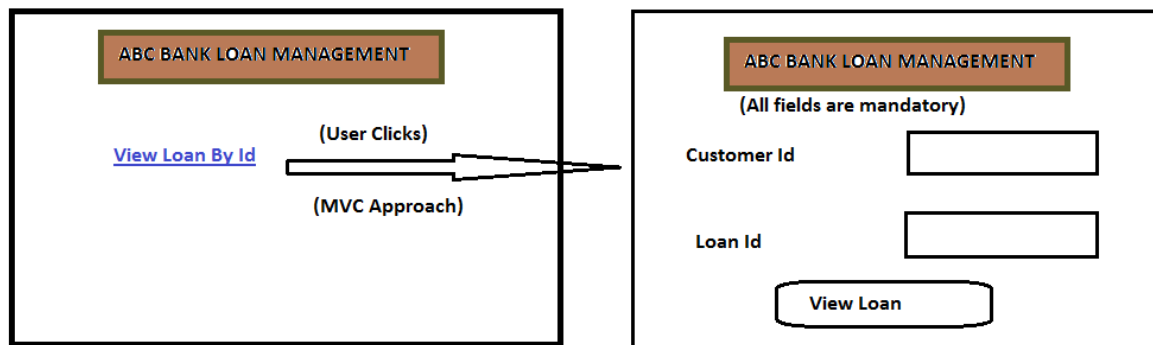 ABC BANK LOAN MANAGEMENT
View Loan By Id
(User Clicks)
(MVC Approach)
ABC BANK LOAN MANAGEMENT
(All fields are mandatory)
Customer Id
Loan Id
View Loan